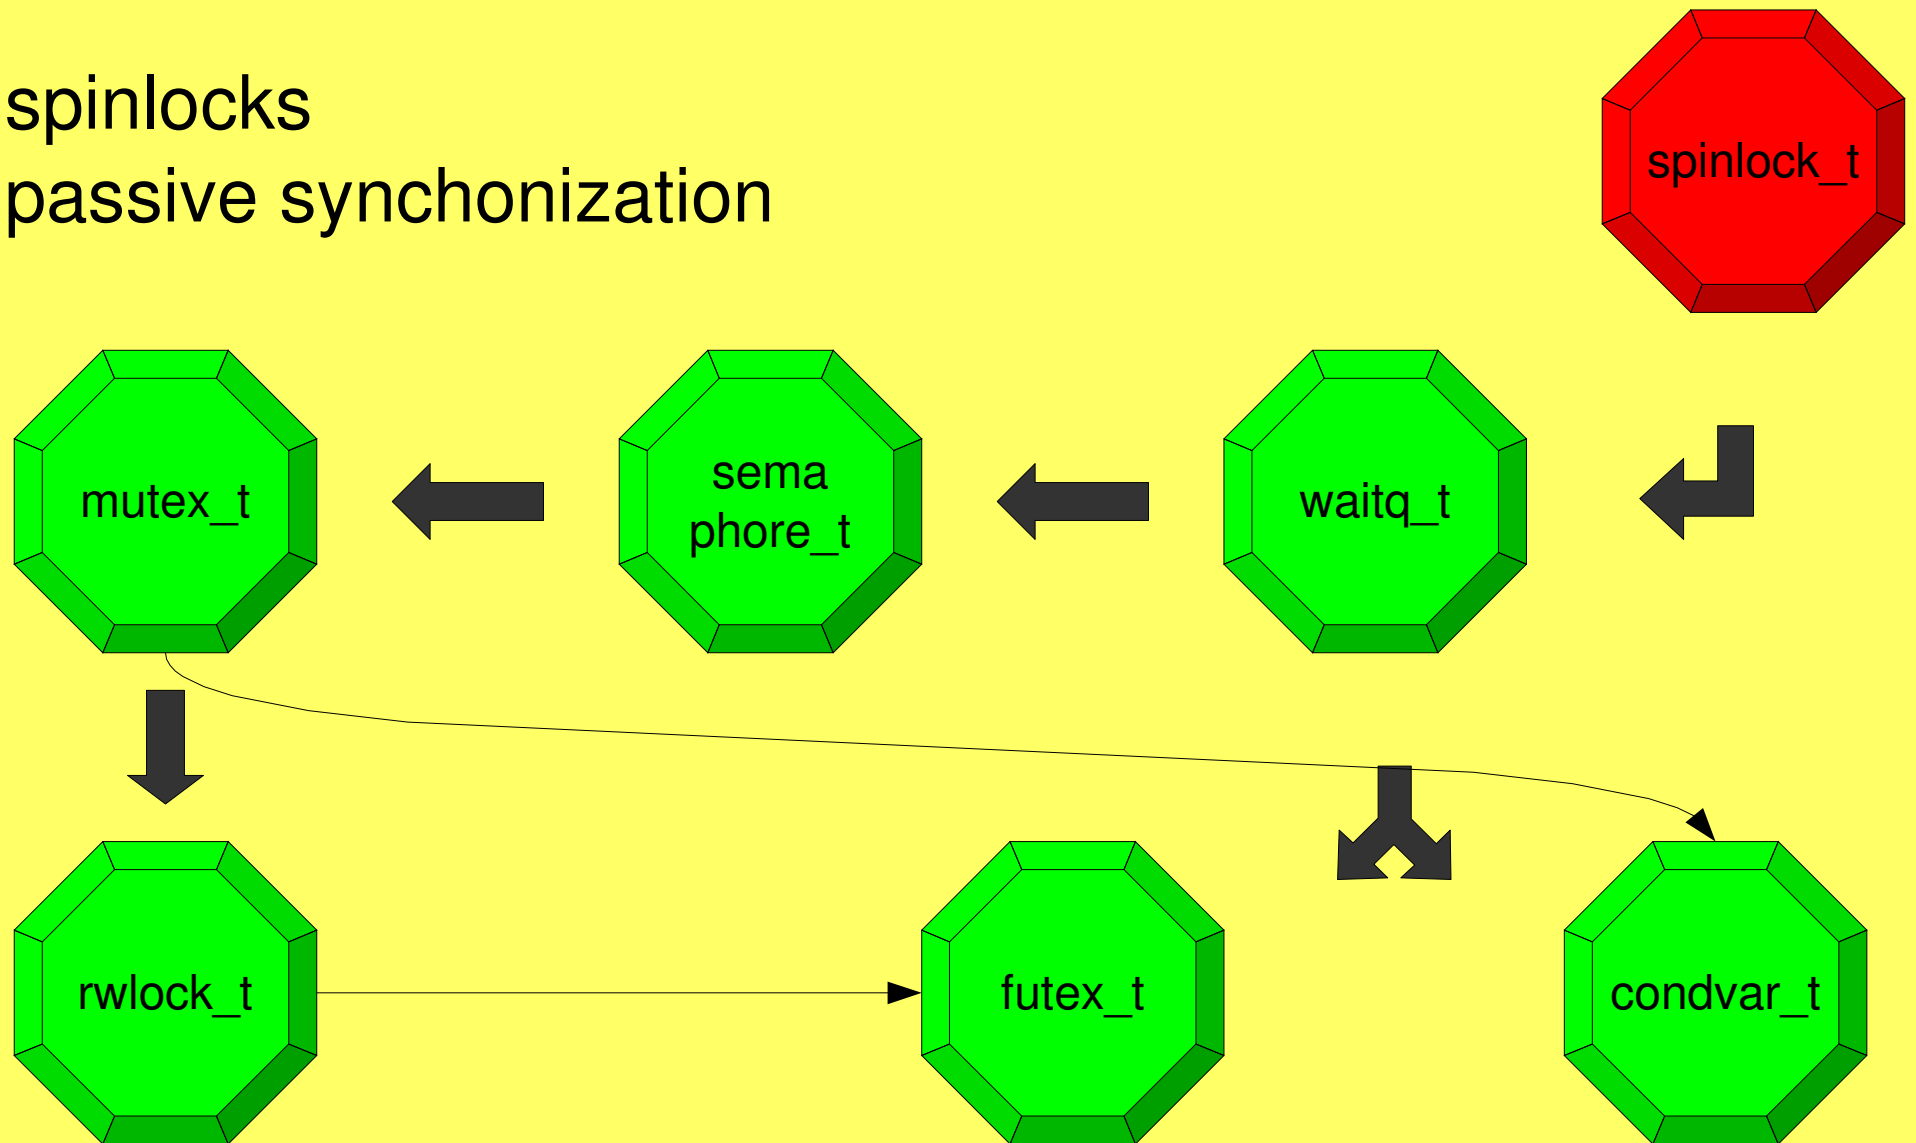 spinlocks
passive synchonization
spinlock_t
mutex_t
sema
phore_t
waitq_t
rwlock_t
futex_t
condvar_t